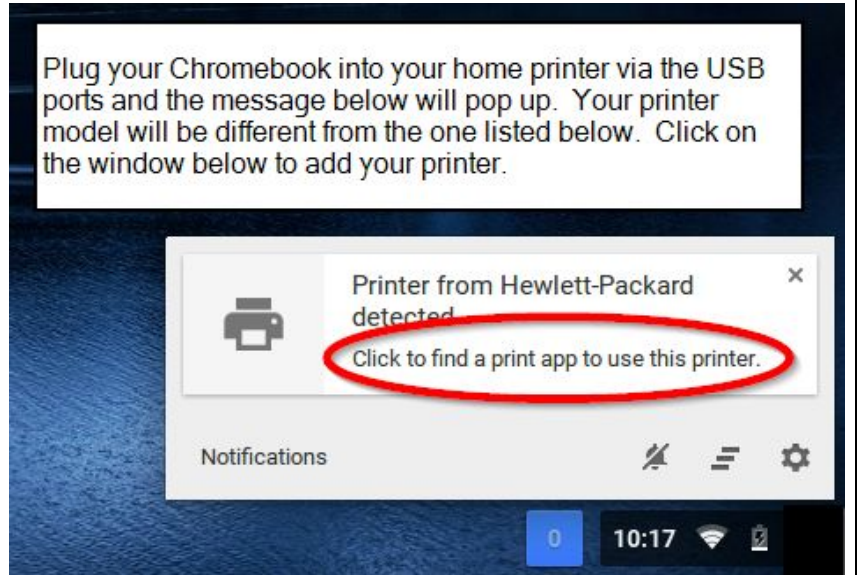 Plug your Chromebook into your home printer via the USB
ports and the message below will pop up.  Your printer
model will be different from the one listed below.  Click on
the window below to add your printer.
Printer from Hewlett-Packard
detected
Click to find a print app to use this printer.
Notifications
0
10:17